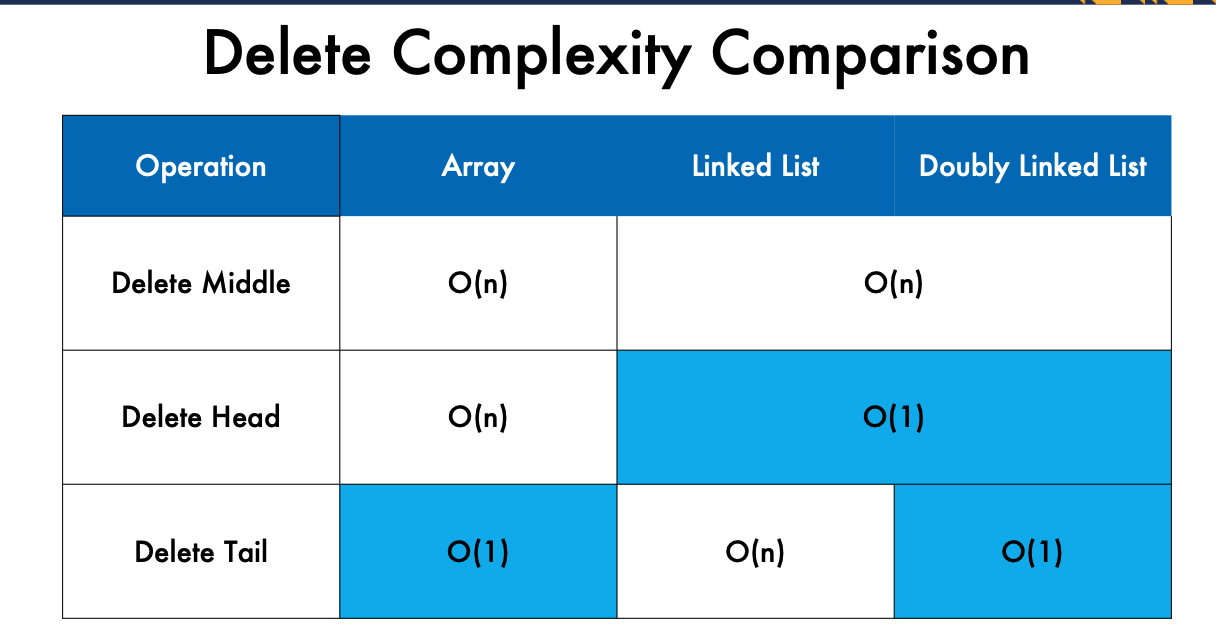 Delete Complexity Comparison
Operation Array Linked List Doubly Linked List
Delete Middle O(n) O(n)
Delete Head O(n) O(1)
Delete Tail O(1) O(n) O(1)